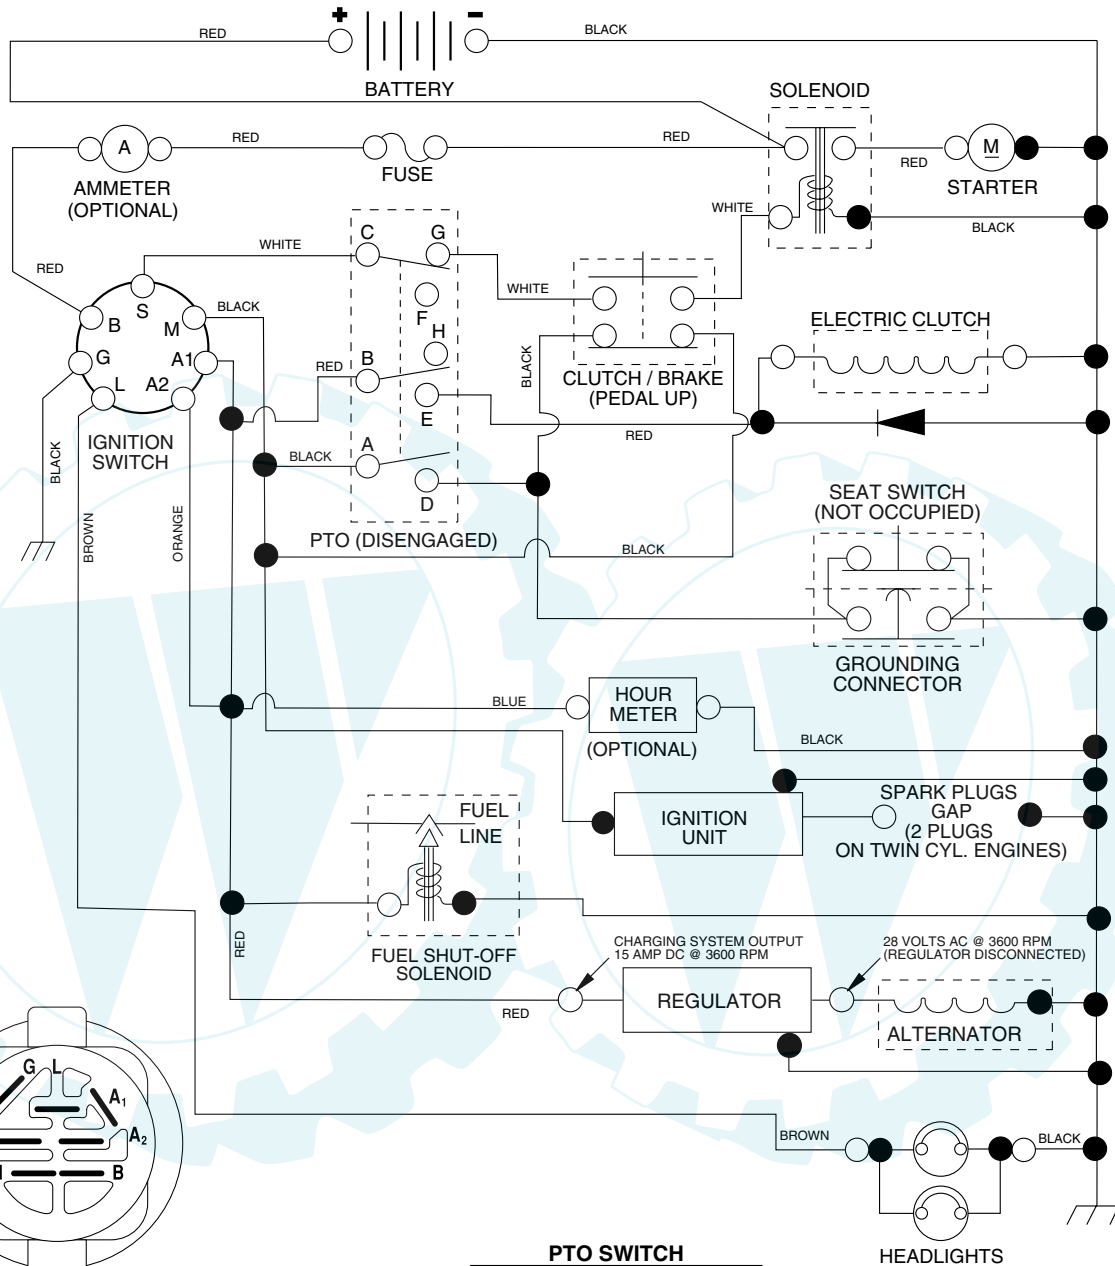 + -
RED
BLACK
BATTERY
SOLENOID
A
RED
RED
RED
M
AMMETER
(OPTIONAL)
FUSE
STARTER
WHITE
BLACK
C G
WHITE
RED
S
WHITE
F
B M
BLACK
H
ELECTRIC CLUTCH
G A1
RED B
BLACK
CLUTCH / BRAKE
(PEDAL UP)
L A2
E
RED
IGNITION
SWITCH
A
BLACK
BLACK
D
SEAT SWITCH
(NOT OCCUPIED)
BROWN
ORANGE
PTO (DISENGAGED)
BLACK
GROUNDING
CONNECTOR
BLUE
HOUR
METER
(OPTIONAL)
BLACK
FUEL
LINE
IGNITION
UNIT
SPARK PLUGS
GAP
(2 PLUGS
ON TWIN CYL. ENGINES)
RED
FUEL SHUT-OFF
SOLENOID
CHARGING SYSTEM OUTPUT
15 AMP DC @ 3600 RPM
28 VOLTS AC @ 3600 RPM
(REGULATOR DISCONNECTED)
RED
REGULATOR
ALTERNATOR
G L
A1
A2
B
BROWN
BLACK
PTO SWITCH
HEADLIGHTS